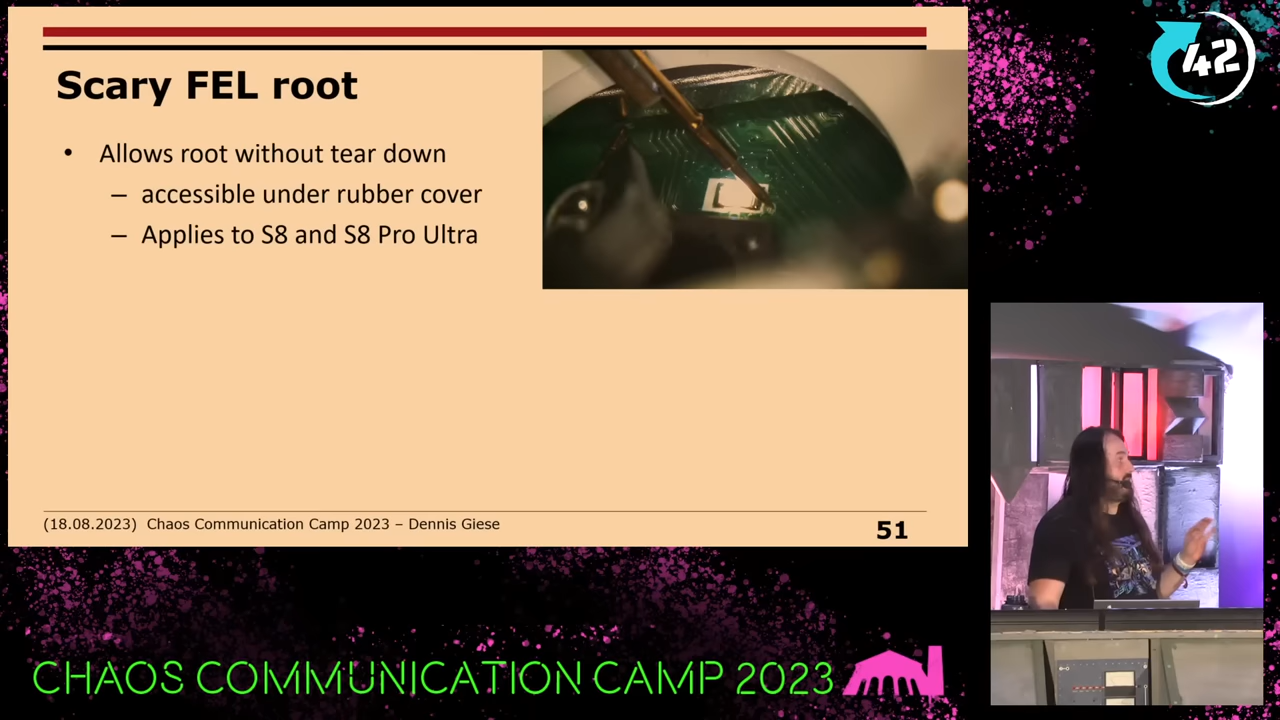 Scary FEL root
• Allows root without tear down
– accessible under rubber cover
– Applies to S8 and S8 Pro Ultra
(18.08.2023) Chaos Communication Camp 2023 – Dennis Giese
51
42
CHAOS COMMUNICATION CAMP 2023